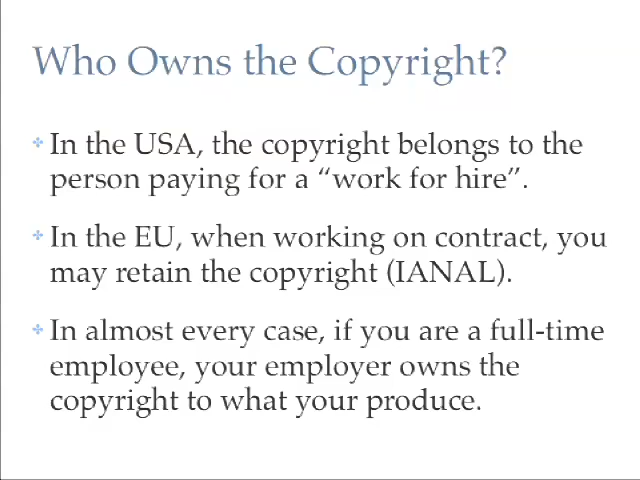 Who Owns the Copyright?
In the USA, the copyright belongs to the
person paying for a “work for hire”.
In the EU, when working on contract, you
may retain the copyright (IANAL).
In almost every case, if you are a full-time
employee, your employer owns the
copyright to what your produce.